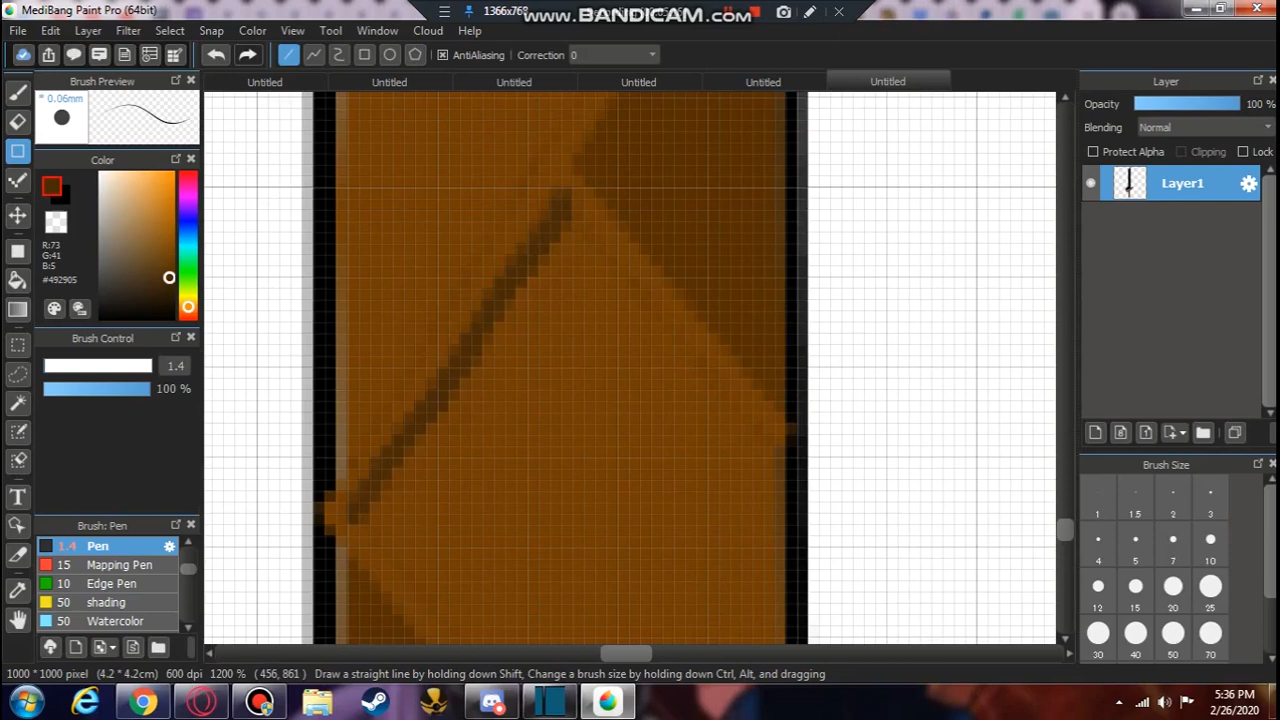 MediBang Paint Pro (64bit)
1366x768
www.BANDICAM.com
File Edit Layer Filter Select Snap Color View Tool Window Cloud Help
AntiAliasing Correction 0
Brush Preview
Untitled Untitled Untitled Untitled Untitled Untitled
Layer
* 0.06mm
Opacity 100 %
Blending Normal
Protect Alpha Clipping Lock
Color
Layer1
R:73
G:41
B:5
#492905
Brush Control
1.4
100 %
Brush Size
1 1.5 2 3
4 5 7 10
12 15 20 25
30 40 50 70
Brush: Pen
1.4 Pen
15 Mapping Pen
10 Edge Pen
50 shading
50 Watercolor
T
1000 * 1000 pixel (4.2 * 4.2cm) 600 dpi 1200 % (456, 861) Draw a straight line by holding down Shift, Change a brush size by holding down Ctrl, Alt, and dragging
5:36 PM
2/26/2020